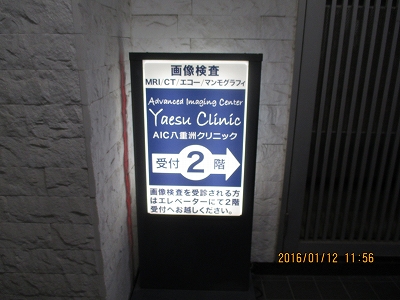 画像検査
MRI/CT/エコー/マンモグラフィ
Advanced Imaging Center
Yaesu Clinic
AIC八重洲クリニック
受付2階
画像検査を受診される方
はエレベーターにて2階
受付へお越しください。
2016/01/12 11:56